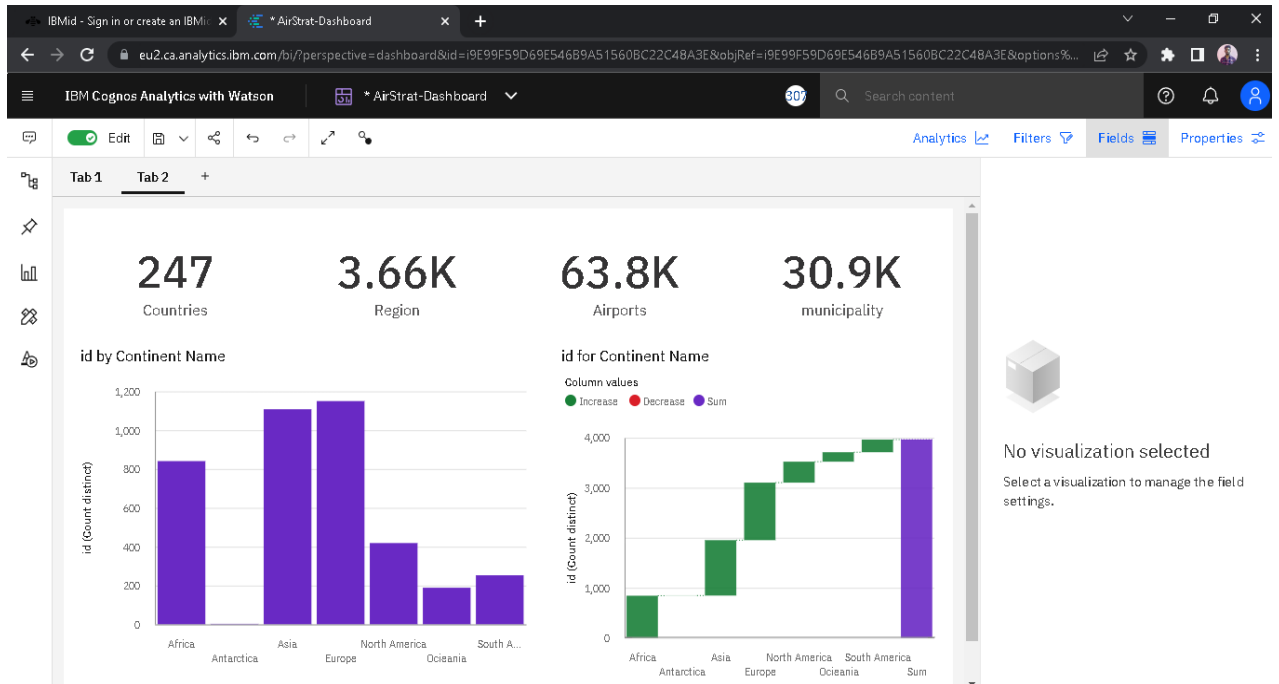 IBMid - Sign in or create an IBMic
* AirStrat-Dashboard
eu2.ca.analytics.ibm.com/bi/?perspective=dashboard&id=i9E99F59D69E546B9A51560BC22C48A3E&objRef=i9E99F59D69E546B9A51560BC22C48A3E&options%...
IBM Cognos Analytics with Watson
* AirStrat-Dashboard
307
Search content
Edit
Analytics
Filters
Fields
Properties
Tab 1
Tab 2
247
3.66K
63.8K
30.9K
Countries
Region
Airports
municipality
id by Continent Name
1,200
1,000
800
600
400
200
0
id (Count distinct)
Africa
Antarctica
Asia
Europe
North America
Ocieania
South A...
id for Continent Name
Column values
Increase
Decrease
Sum
4,000
3,000
2,000
1,000
0
id (Count distinct)
Africa
Antarctica
Asia
Europe
North America
Ocieania
South America
Sum
No visualization selected
Select a visualization to manage the field
settings.